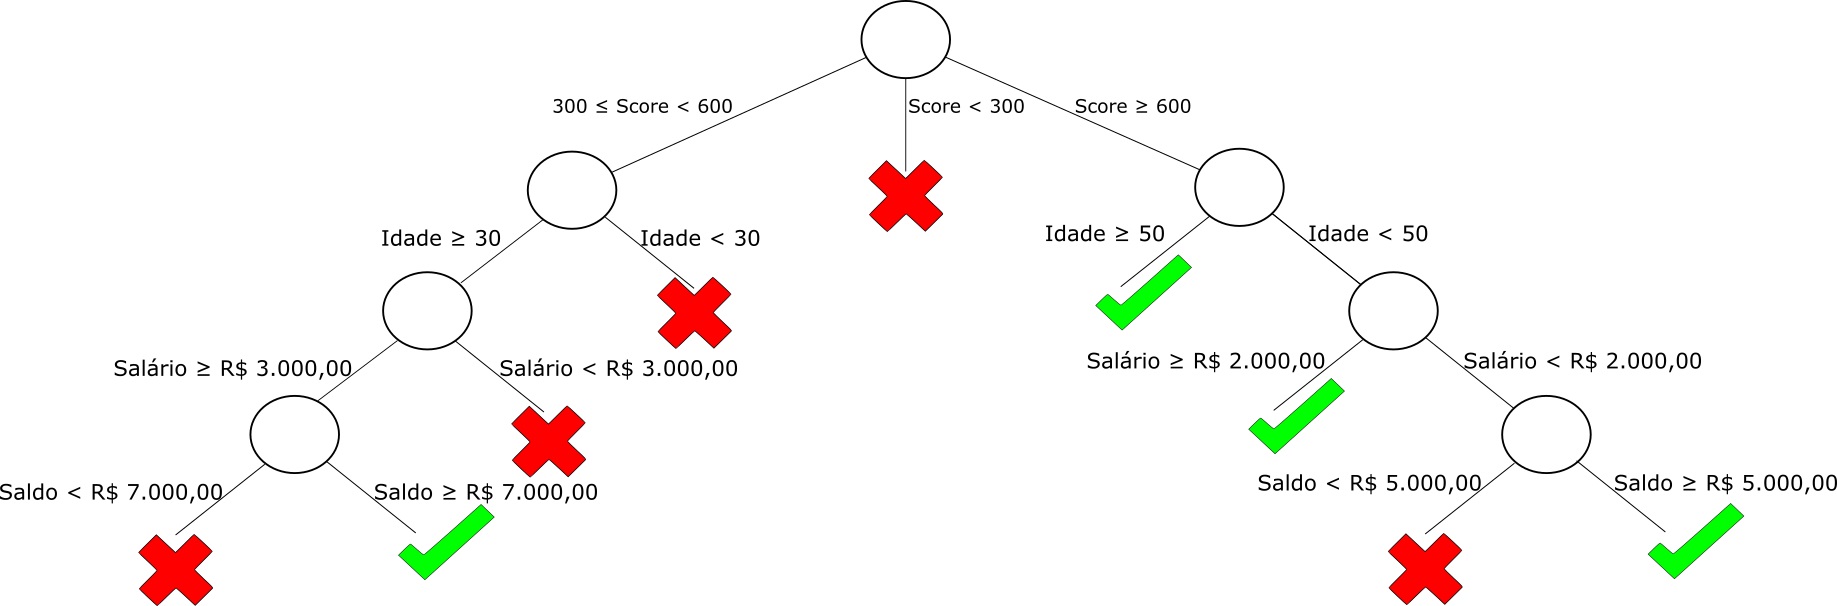 300 ≤ Score < 600
Score < 300
Score ≥ 600
Idade ≥ 30
Idade < 30
Idade ≥ 50
Idade < 50
Salário ≥ R$ 3.000,00
Salário < R$ 3.000,00
Salário ≥ R$ 2.000,00
Salário < R$ 2.000,00
Saldo < R$ 7.000,00
Saldo ≥ R$ 7.000,00
Saldo < R$ 5.000,00
Saldo ≥ R$ 5.000,00